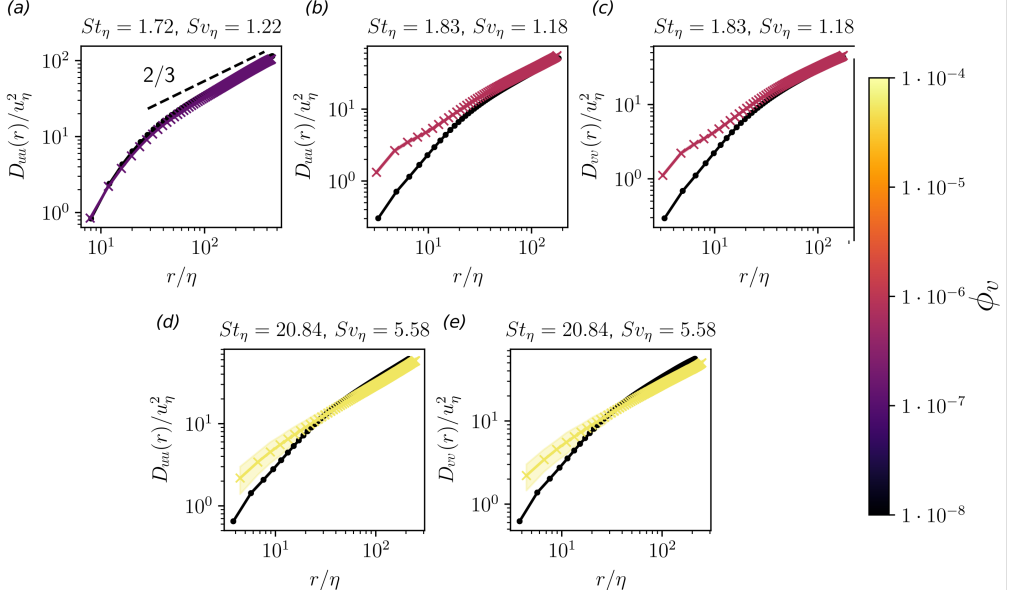 (a)
St_η = 1.72, Sv_η = 1.22
D_uu(r)/u_η^2
10^2
10^1
10^0
2/3
10^1
10^2
r/η
(b)
St_η = 1.83, Sv_η = 1.18
D_uu(r)/u_η^2
10^1
10^0
10^1
10^2
r/η
(c)
St_η = 1.83, Sv_η = 1.18
D_vv(r)/u_η^2
10^1
10^0
10^1
10^2
r/η
(d)
St_η = 20.84, Sv_η = 5.58
D_uu(r)/u_η^2
10^1
10^0
10^1
10^2
r/η
(e)
St_η = 20.84, Sv_η = 5.58
D_vv(r)/u_η^2
10^1
10^0
10^1
10^2
r/η
1 · 10^−4
1 · 10^−5
1 · 10^−6
1 · 10^−7
1 · 10^−8
ϕ_v